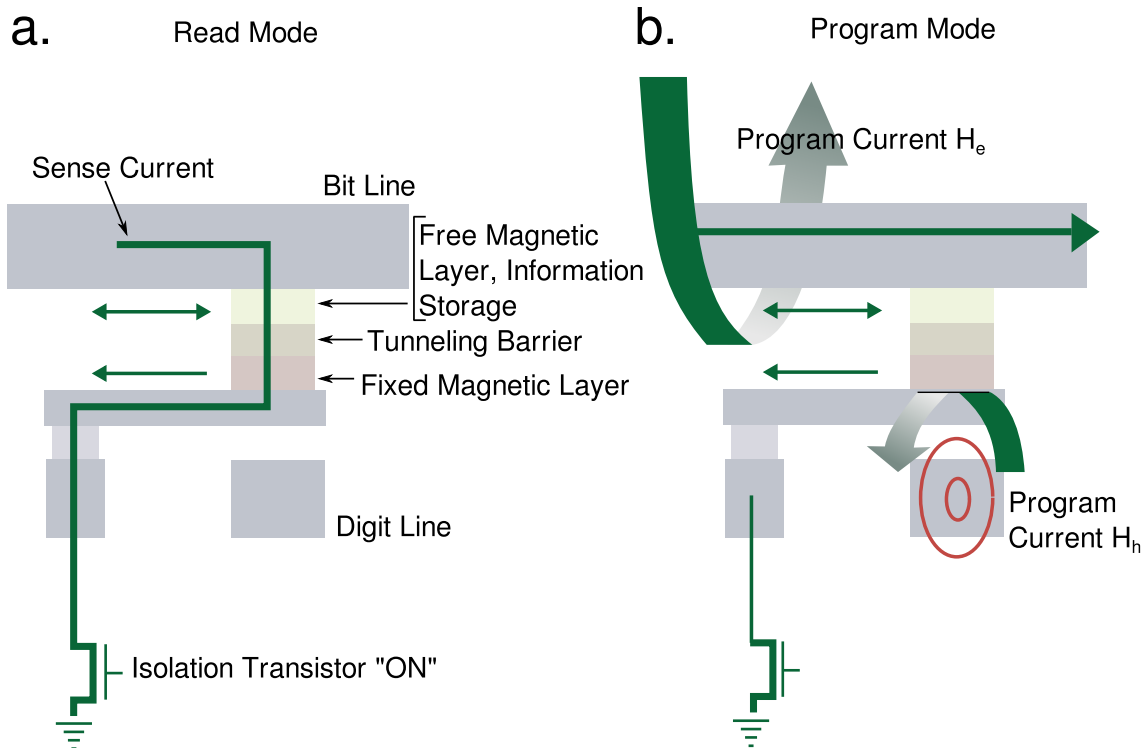 a.
Read Mode
Sense Current
Bit Line
Free Magnetic
Layer, Information
Storage
Tunneling Barrier
Fixed Magnetic Layer
Digit Line
Isolation Transistor "ON"
b.
Program Mode
Program Current He
Program
Current Hh